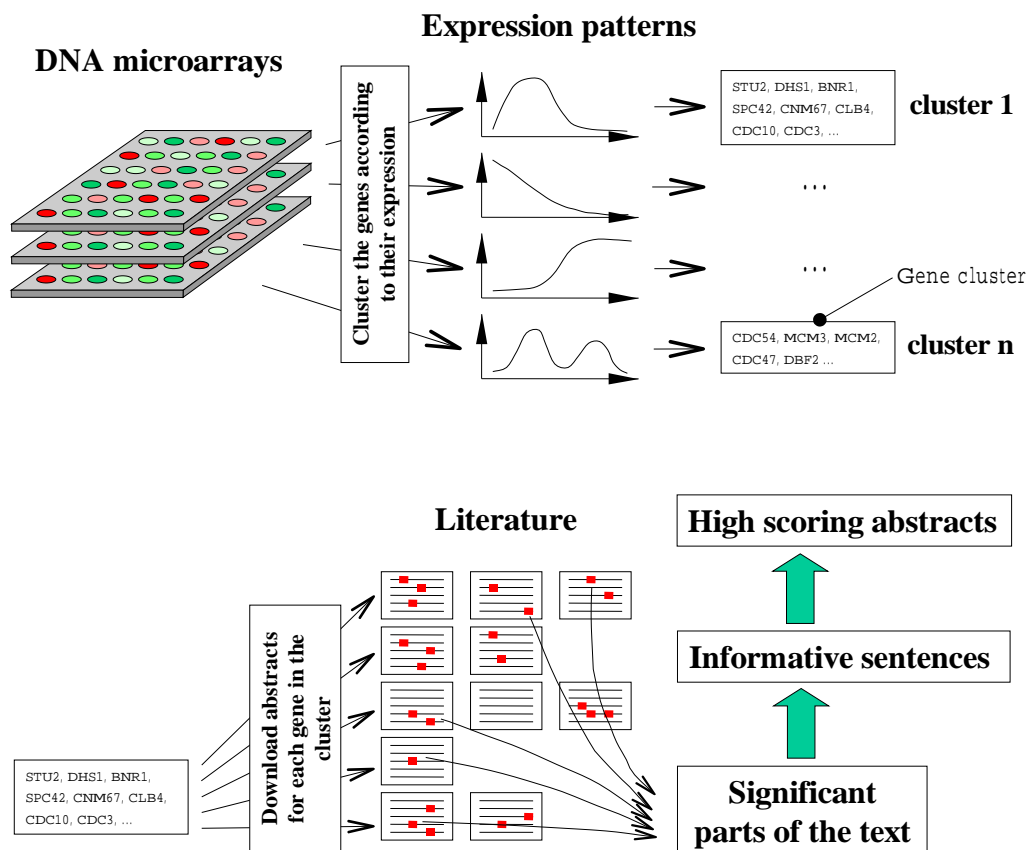 Expression patterns
DNA microarrays
Cluster the genes according
to their expression
STU2, DHS1, BNR1,
SPC42, CNM67, CLB4,
CDC10, CDC3, ...
cluster 1
...
...
Gene cluster
CDC54, MCM3, MCM2,
CDC47, DBF2 ...
cluster n
Literature
High scoring abstracts
Download abstracts
for each gene in the
cluster
Informative sentences
STU2, DHS1, BNR1,
SPC42, CNM67, CLB4,
CDC10, CDC3, ...
Significant
parts of the text